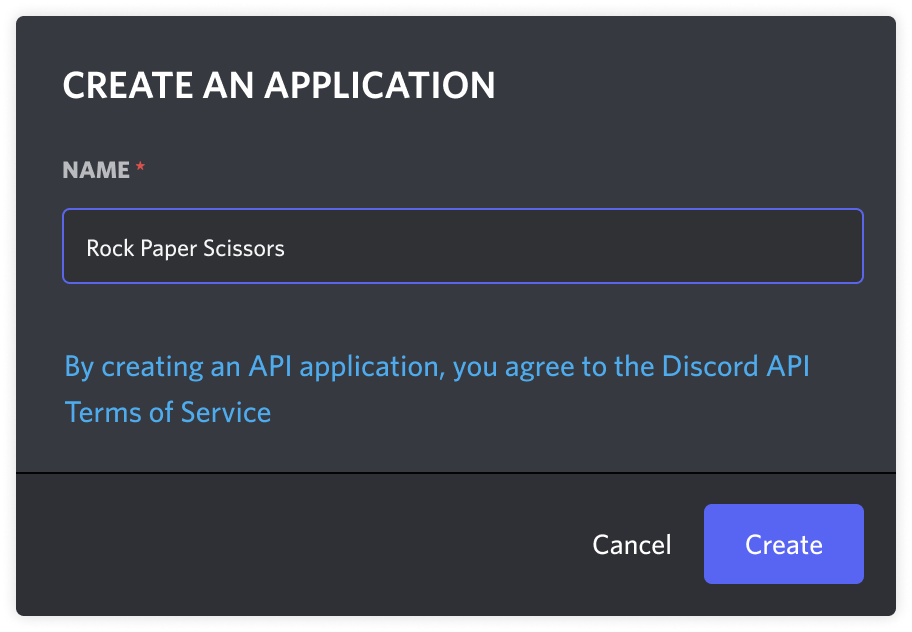 CREATE AN APPLICATION
NAME *
Rock Paper Scissors
By creating an API application, you agree to the Discord API
Terms of Service
Cancel
Create